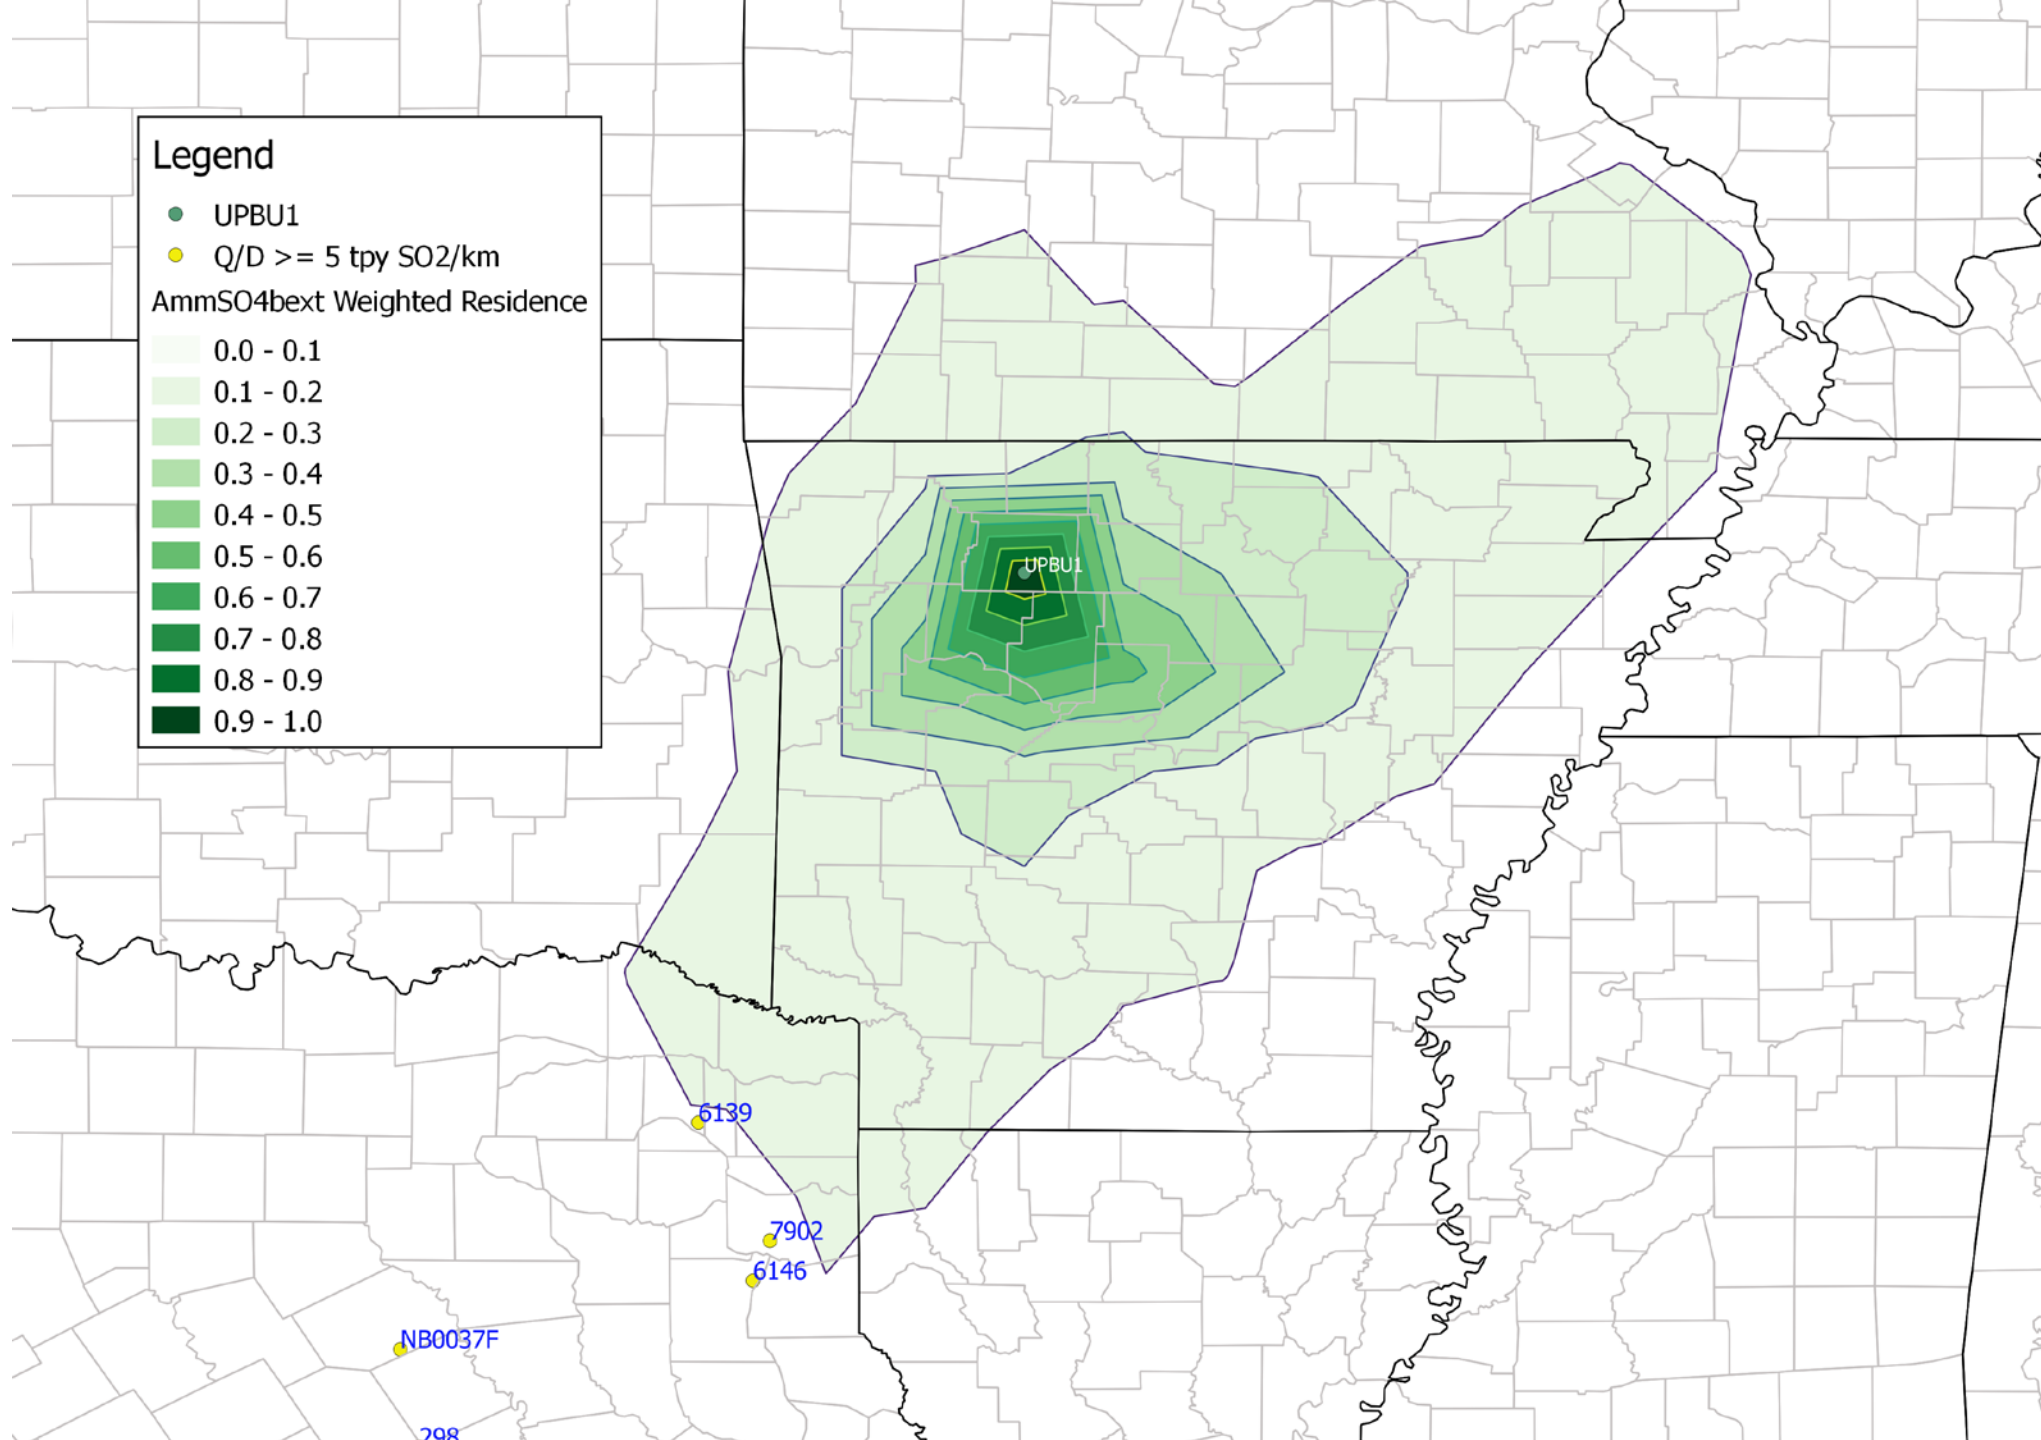 Legend
UPBU1
Q/D >= 5 tpy SO2/km
AmmSO4bext Weighted Residence
0.0 - 0.1
0.1 - 0.2
0.2 - 0.3
0.3 - 0.4
0.4 - 0.5
0.5 - 0.6
0.6 - 0.7
0.7 - 0.8
0.8 - 0.9
0.9 - 1.0
UPBU1
6139
7902
6146
NB0037F
298